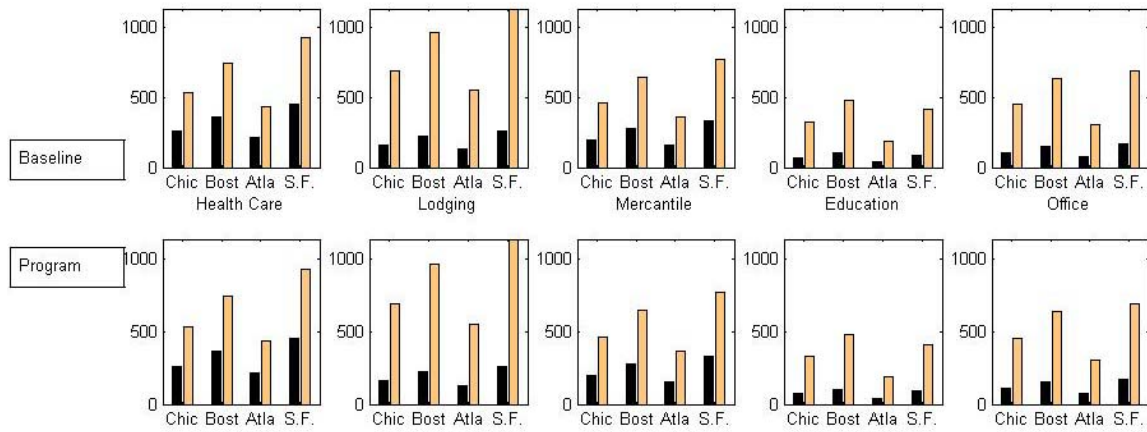 1000 1000 1000 1000 1000
500 500 500 500 500
Baseline
0 0 0 0 0
Chic Bost Atla S.F. Chic Bost Atla S.F. Chic Bost Atla S.F. Chic Bost Atla S.F. Chic Bost Atla S.F.
Health Care Lodging Mercantile Education Office
Program
1000 1000 1000 1000 1000
500 500 500 500 500
0 0 0 0 0
Chic Bost Atla S.F. Chic Bost Atla S.F. Chic Bost Atla S.F. Chic Bost Atla S.F. Chic Bost Atla S.F.